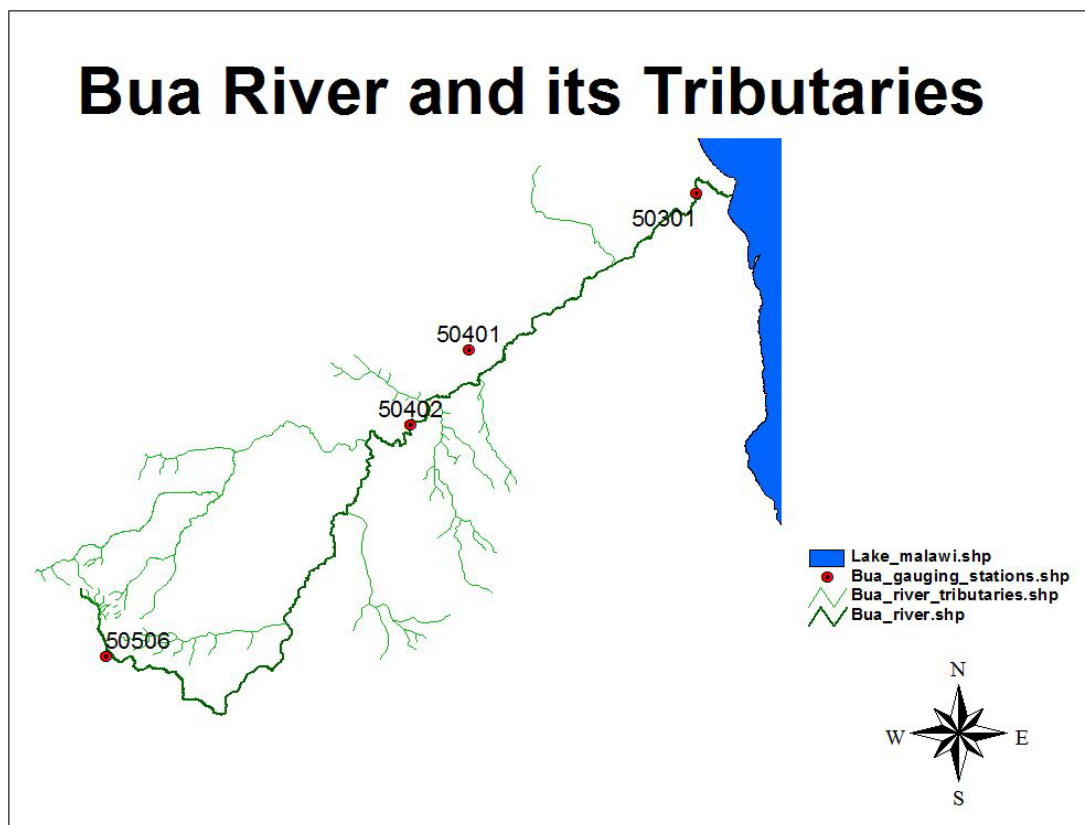 Bua River and its Tributaries
50301
50401
50402
50506
Lake_malawi.shp
Bua_gauging_stations.shp
Bua_river_tributaries.shp
Bua_river.shp
N
W E
S